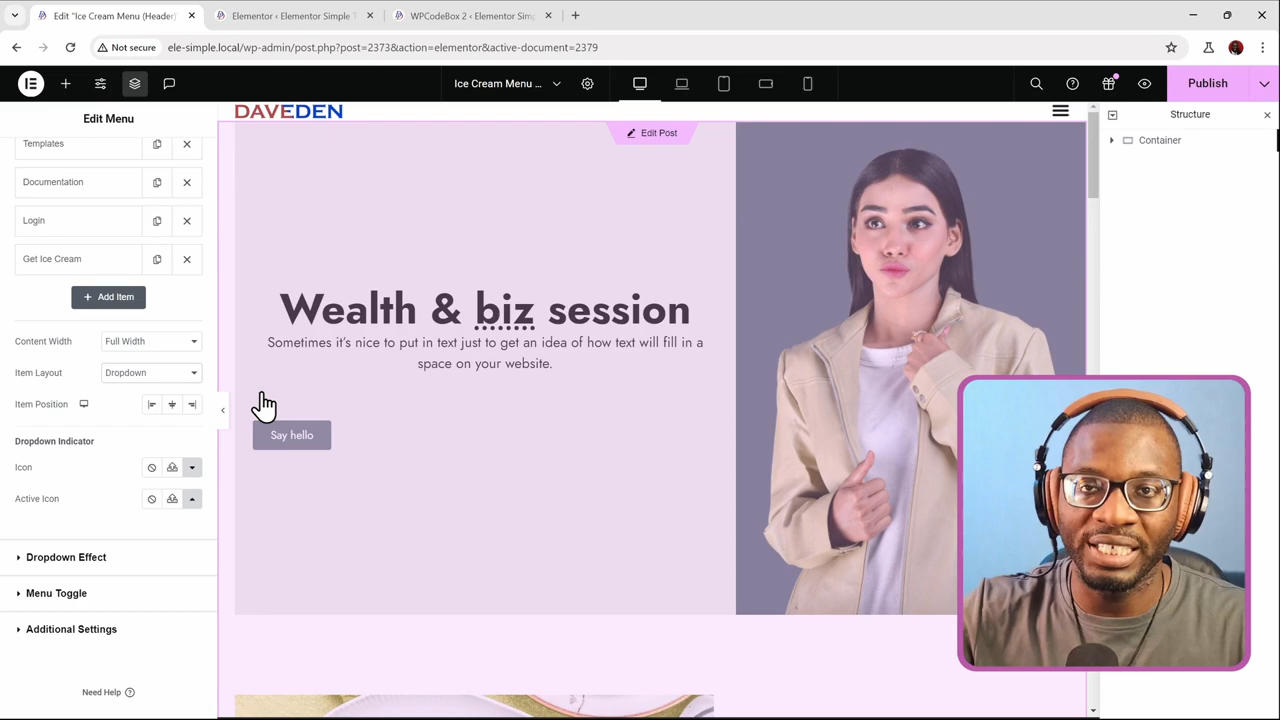 Edit "Ice Cream Menu (Header)
Elementor ‹ Elementor Simple T
WPCodeBox 2 ‹ Elementor Sim
Not secure
ele-simple.local/wp-admin/post.php?post=2373&action=elementor&active-document=2379
Ice Cream Menu ...
Publish
Edit Menu
Templates
Documentation
Login
Get Ice Cream
+ Add Item
Content Width
Full Width
Item Layout
Dropdown
Item Position
Dropdown Indicator
Icon
Active Icon
Dropdown Effect
Menu Toggle
Additional Settings
Need Help
DAVEDEN
Edit Post
Wealth & biz session
Sometimes it's nice to put in text just to get an idea of how text will fill in a
space on your website.
Say hello
Structure
Container